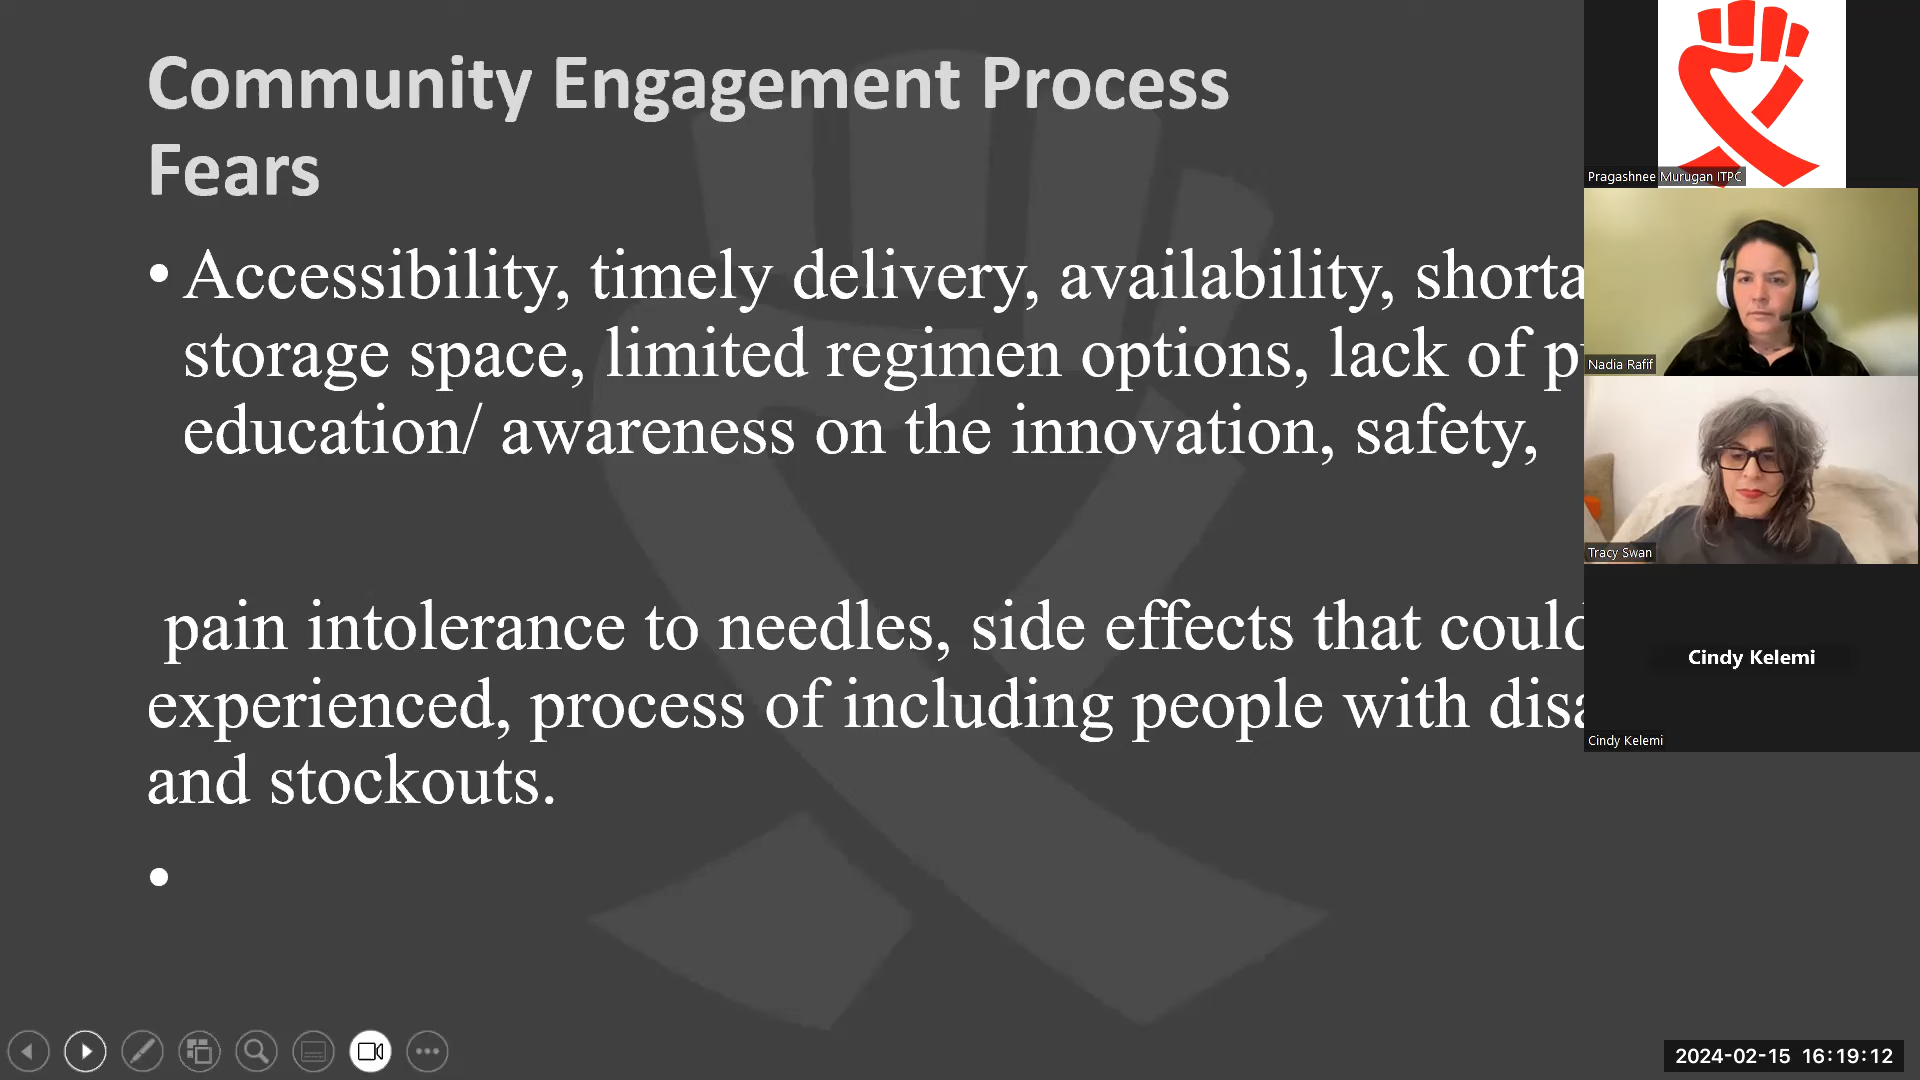 Community Engagement Process
Fears
• Accessibility, timely delivery, availability, shorta
storage space, limited regimen options, lack of p
education/ awareness on the innovation, safety,
pain intolerance to needles, side effects that could
experienced, process of including people with disa
and stockouts.
•
Pragashnee Murugan ITPC
Nadia Rafif
Tracy Swan
Cindy Kelemi
Cindy Kelemi
2024-02-15 16:19:12